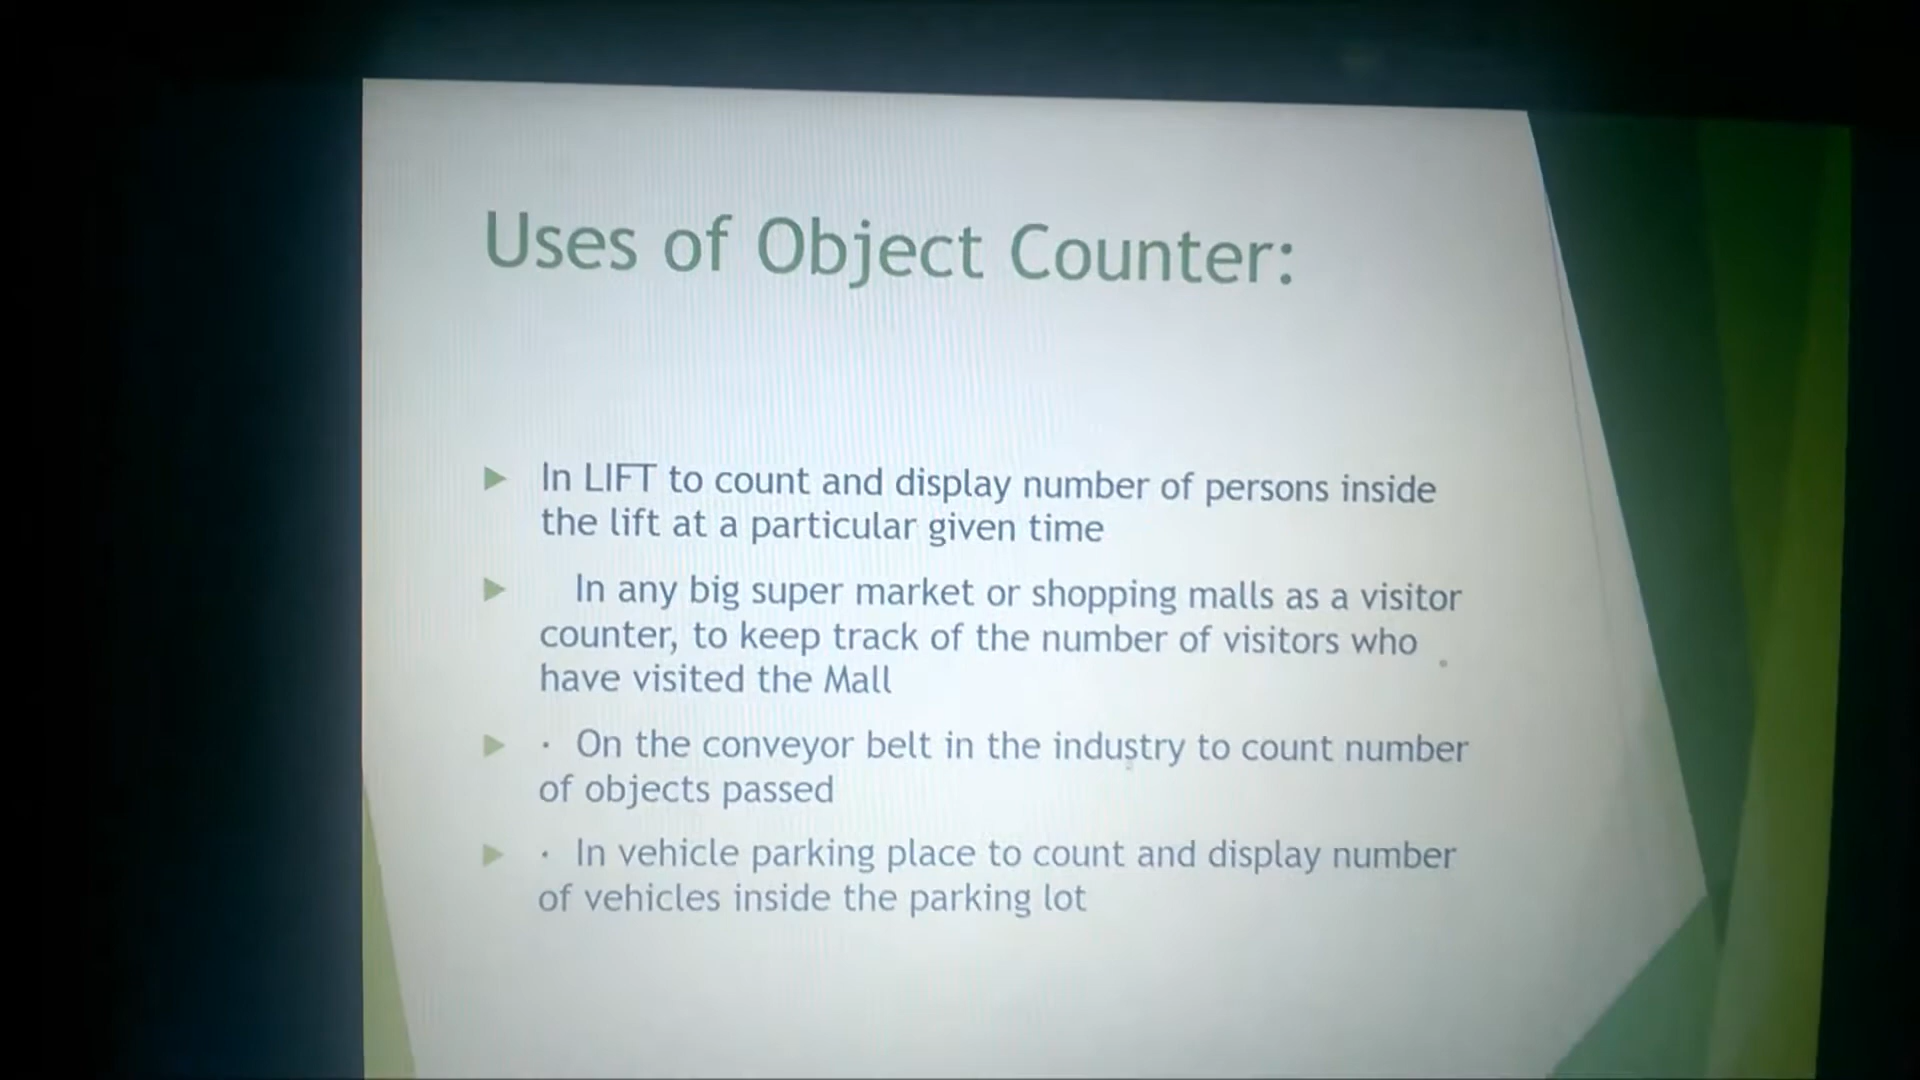 Uses of Object Counter:
In LIFT to count and display number of persons inside
the lift at a particular given time
In any big super market or shopping malls as a visitor
counter, to keep track of the number of visitors who
have visited the Mall
· On the conveyor belt in the industry to count number
of objects passed
· In vehicle parking place to count and display number
of vehicles inside the parking lot